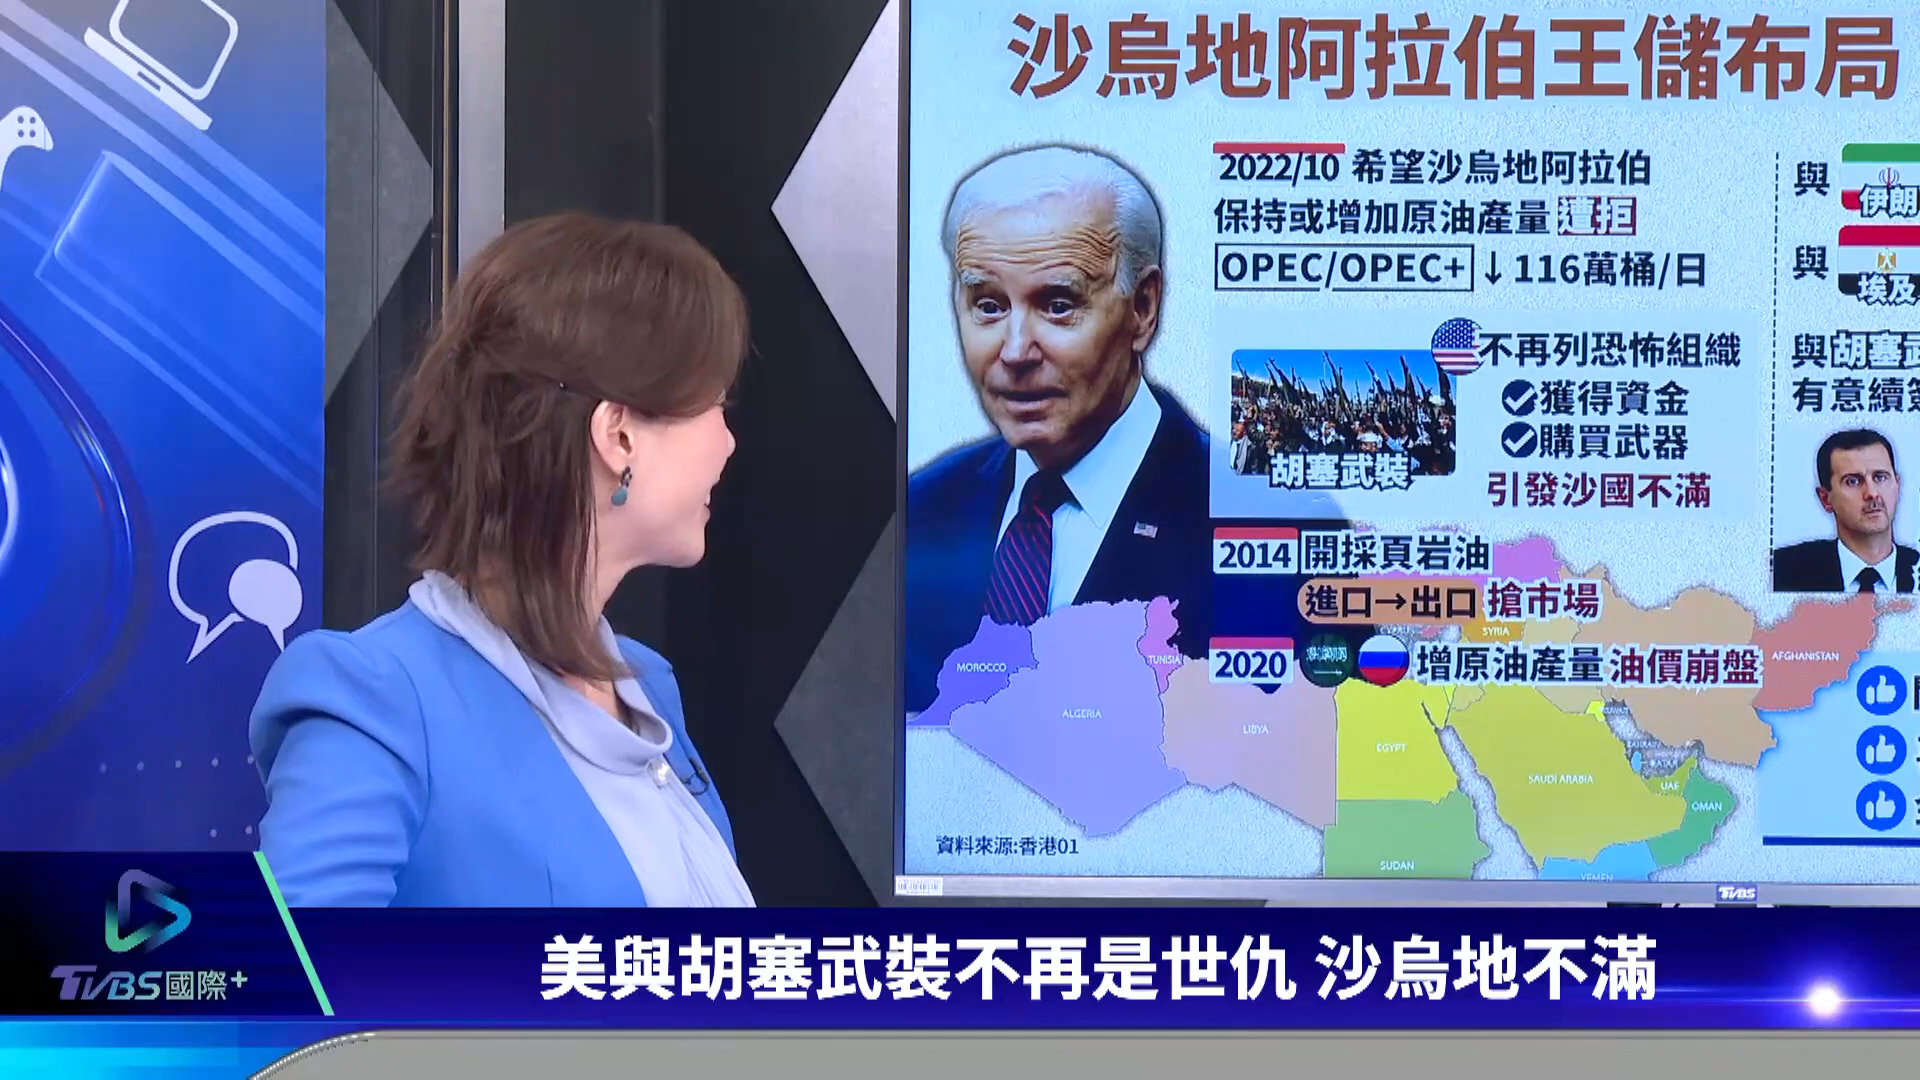 沙烏地阿拉伯王儲布局
2022/10 希望沙烏地阿拉伯
保持或增加原油產量 遭拒
OPEC/OPEC+ ↓116萬桶/日
不再列恐怖組織
獲得資金
購買武器
引發沙國不滿
胡塞武裝
2014 開採頁岩油
進口→出口 搶市場
2020 增原油產量 油價崩盤
與 伊朗
與 埃及
與胡塞武
有意續
MOROCCO
ALGERIA
TUNISIA
LIBYA
EGYPT
SUDAN
SYRIA
SAUDI ARABIA
KUWAIT
BAHRAIN
QATAR
UAE
OMAN
YEMEN
AFGHANISTAN
資料來源:香港01
TVBS
TVBS國際+
美與胡塞武裝不再是世仇 沙烏地不滿